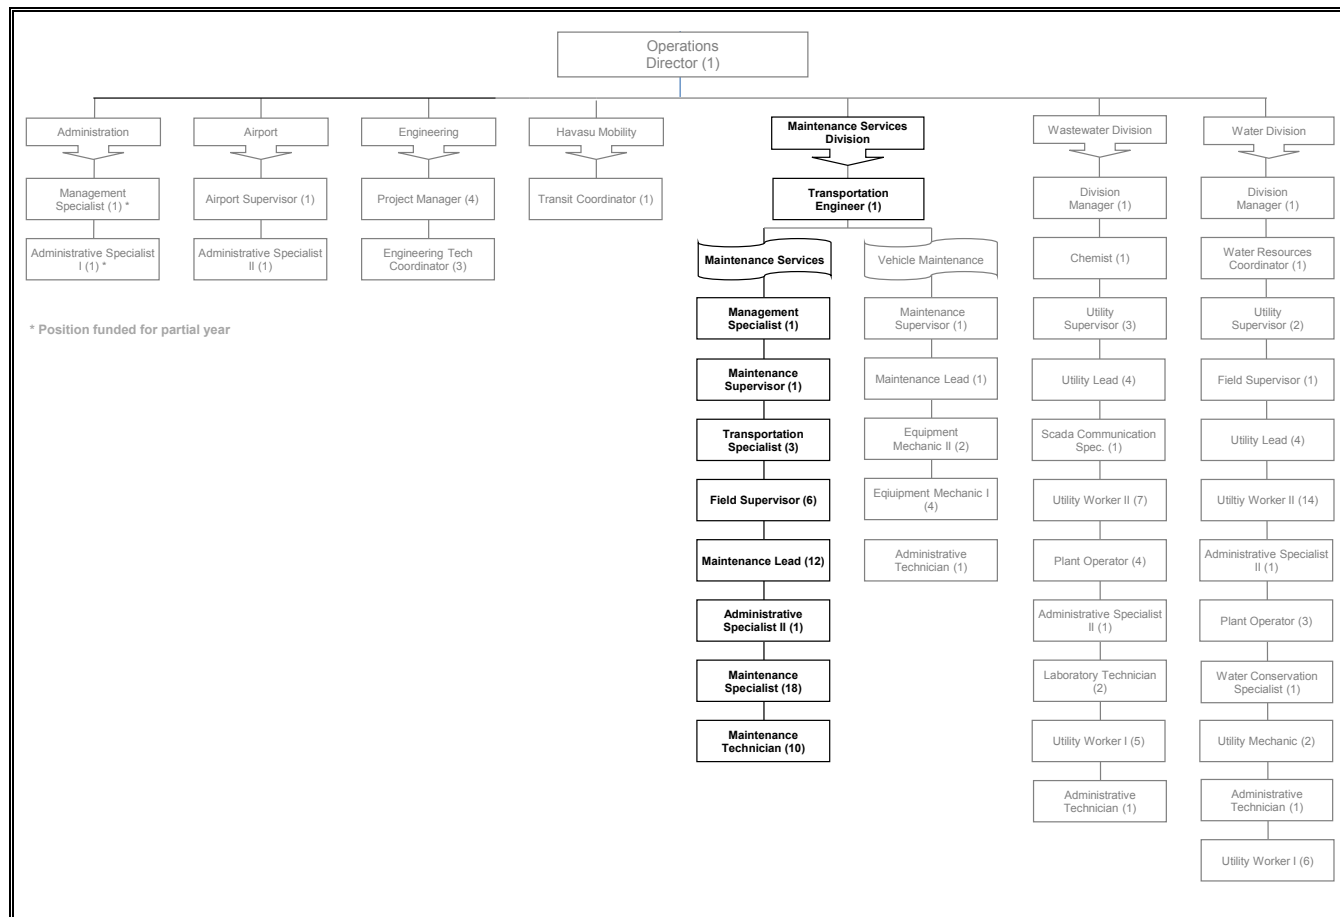 Operations
Director (1)
Administration
Management
Specialist (1) *
Administrative Specialist
I (1) *
* Position funded for partial year
Airport
Airport Supervisor (1)
Administrative Specialist
II (1)
Engineering
Project Manager (4)
Engineering Tech
Coordinator (3)
Havasu Mobility
Transit Coordinator (1)
Maintenance Services
Division
Transportation
Engineer (1)
Maintenance Services
Management
Specialist (1)
Maintenance
Supervisor (1)
Transportation
Specialist (3)
Field Supervisor (6)
Maintenance Lead (12)
Administrative
Specialist II (1)
Maintenance
Specialist (18)
Maintenance
Technician (10)
Vehicle Maintenance
Maintenance
Supervisor (1)
Maintenance Lead (1)
Equipment
Mechanic II (2)
Eqiuipment Mechanic I
(4)
Administrative
Technician (1)
Wastewater Division
Division
Manager (1)
Chemist (1)
Utility
Supervisor (3)
Utility Lead (4)
Scada Communication
Spec. (1)
Utility Worker II (7)
Plant Operator (4)
Administrative Specialist
II (1)
Laboratory Technician
(2)
Utility Worker I (5)
Administrative
Technician (1)
Water Division
Division
Manager (1)
Water Resources
Coordinator (1)
Utility
Supervisor (2)
Field Supervisor (1)
Utility Lead (4)
Utiltiy Worker II (14)
Administrative Specialist
II (1)
Plant Operator (3)
Water Conservation
Specialist (1)
Utility Mechanic (2)
Administrative
Technician (1)
Utility Worker I (6)